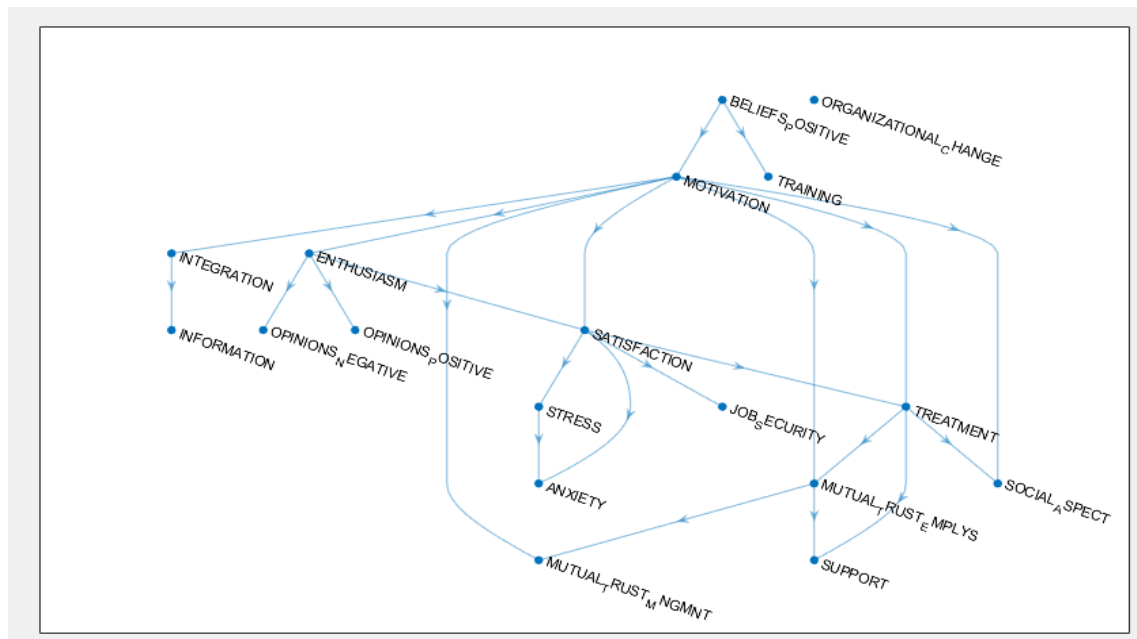 BELIEFS_POSITIVE
ORGANIZATIONAL_CHANGE
MOTIVATION
TRAINING
INTEGRATION
ENTHUSIASM
INFORMATION
OPINIONS_NEGATIVE
OPINIONS_POSITIVE
SATISFACTION
STRESS
JOB_SECURITY
TREATMENT
ANXIETY
MUTUAL_TRUST_EMPLYS
SOCIAL_ASPECT
MUTUAL_TRUST_MNGMNT
SUPPORT